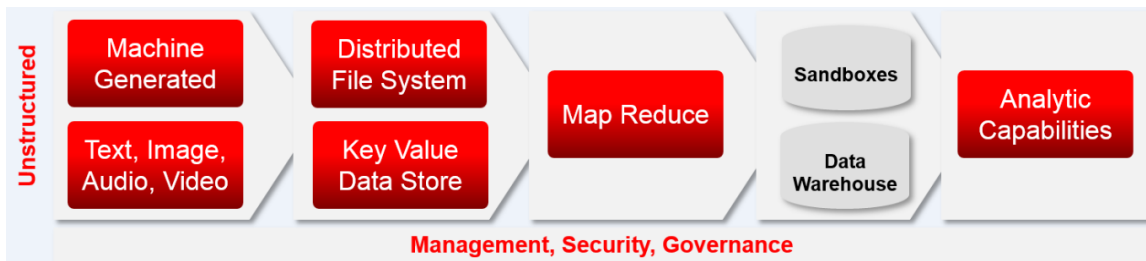 Unstructured
Machine
Generated
Text, Image,
Audio, Video
Distributed
File System
Key Value
Data Store
Map Reduce
Sandboxes
Data
Warehouse
Analytic
Capabilities
Management, Security, Governance